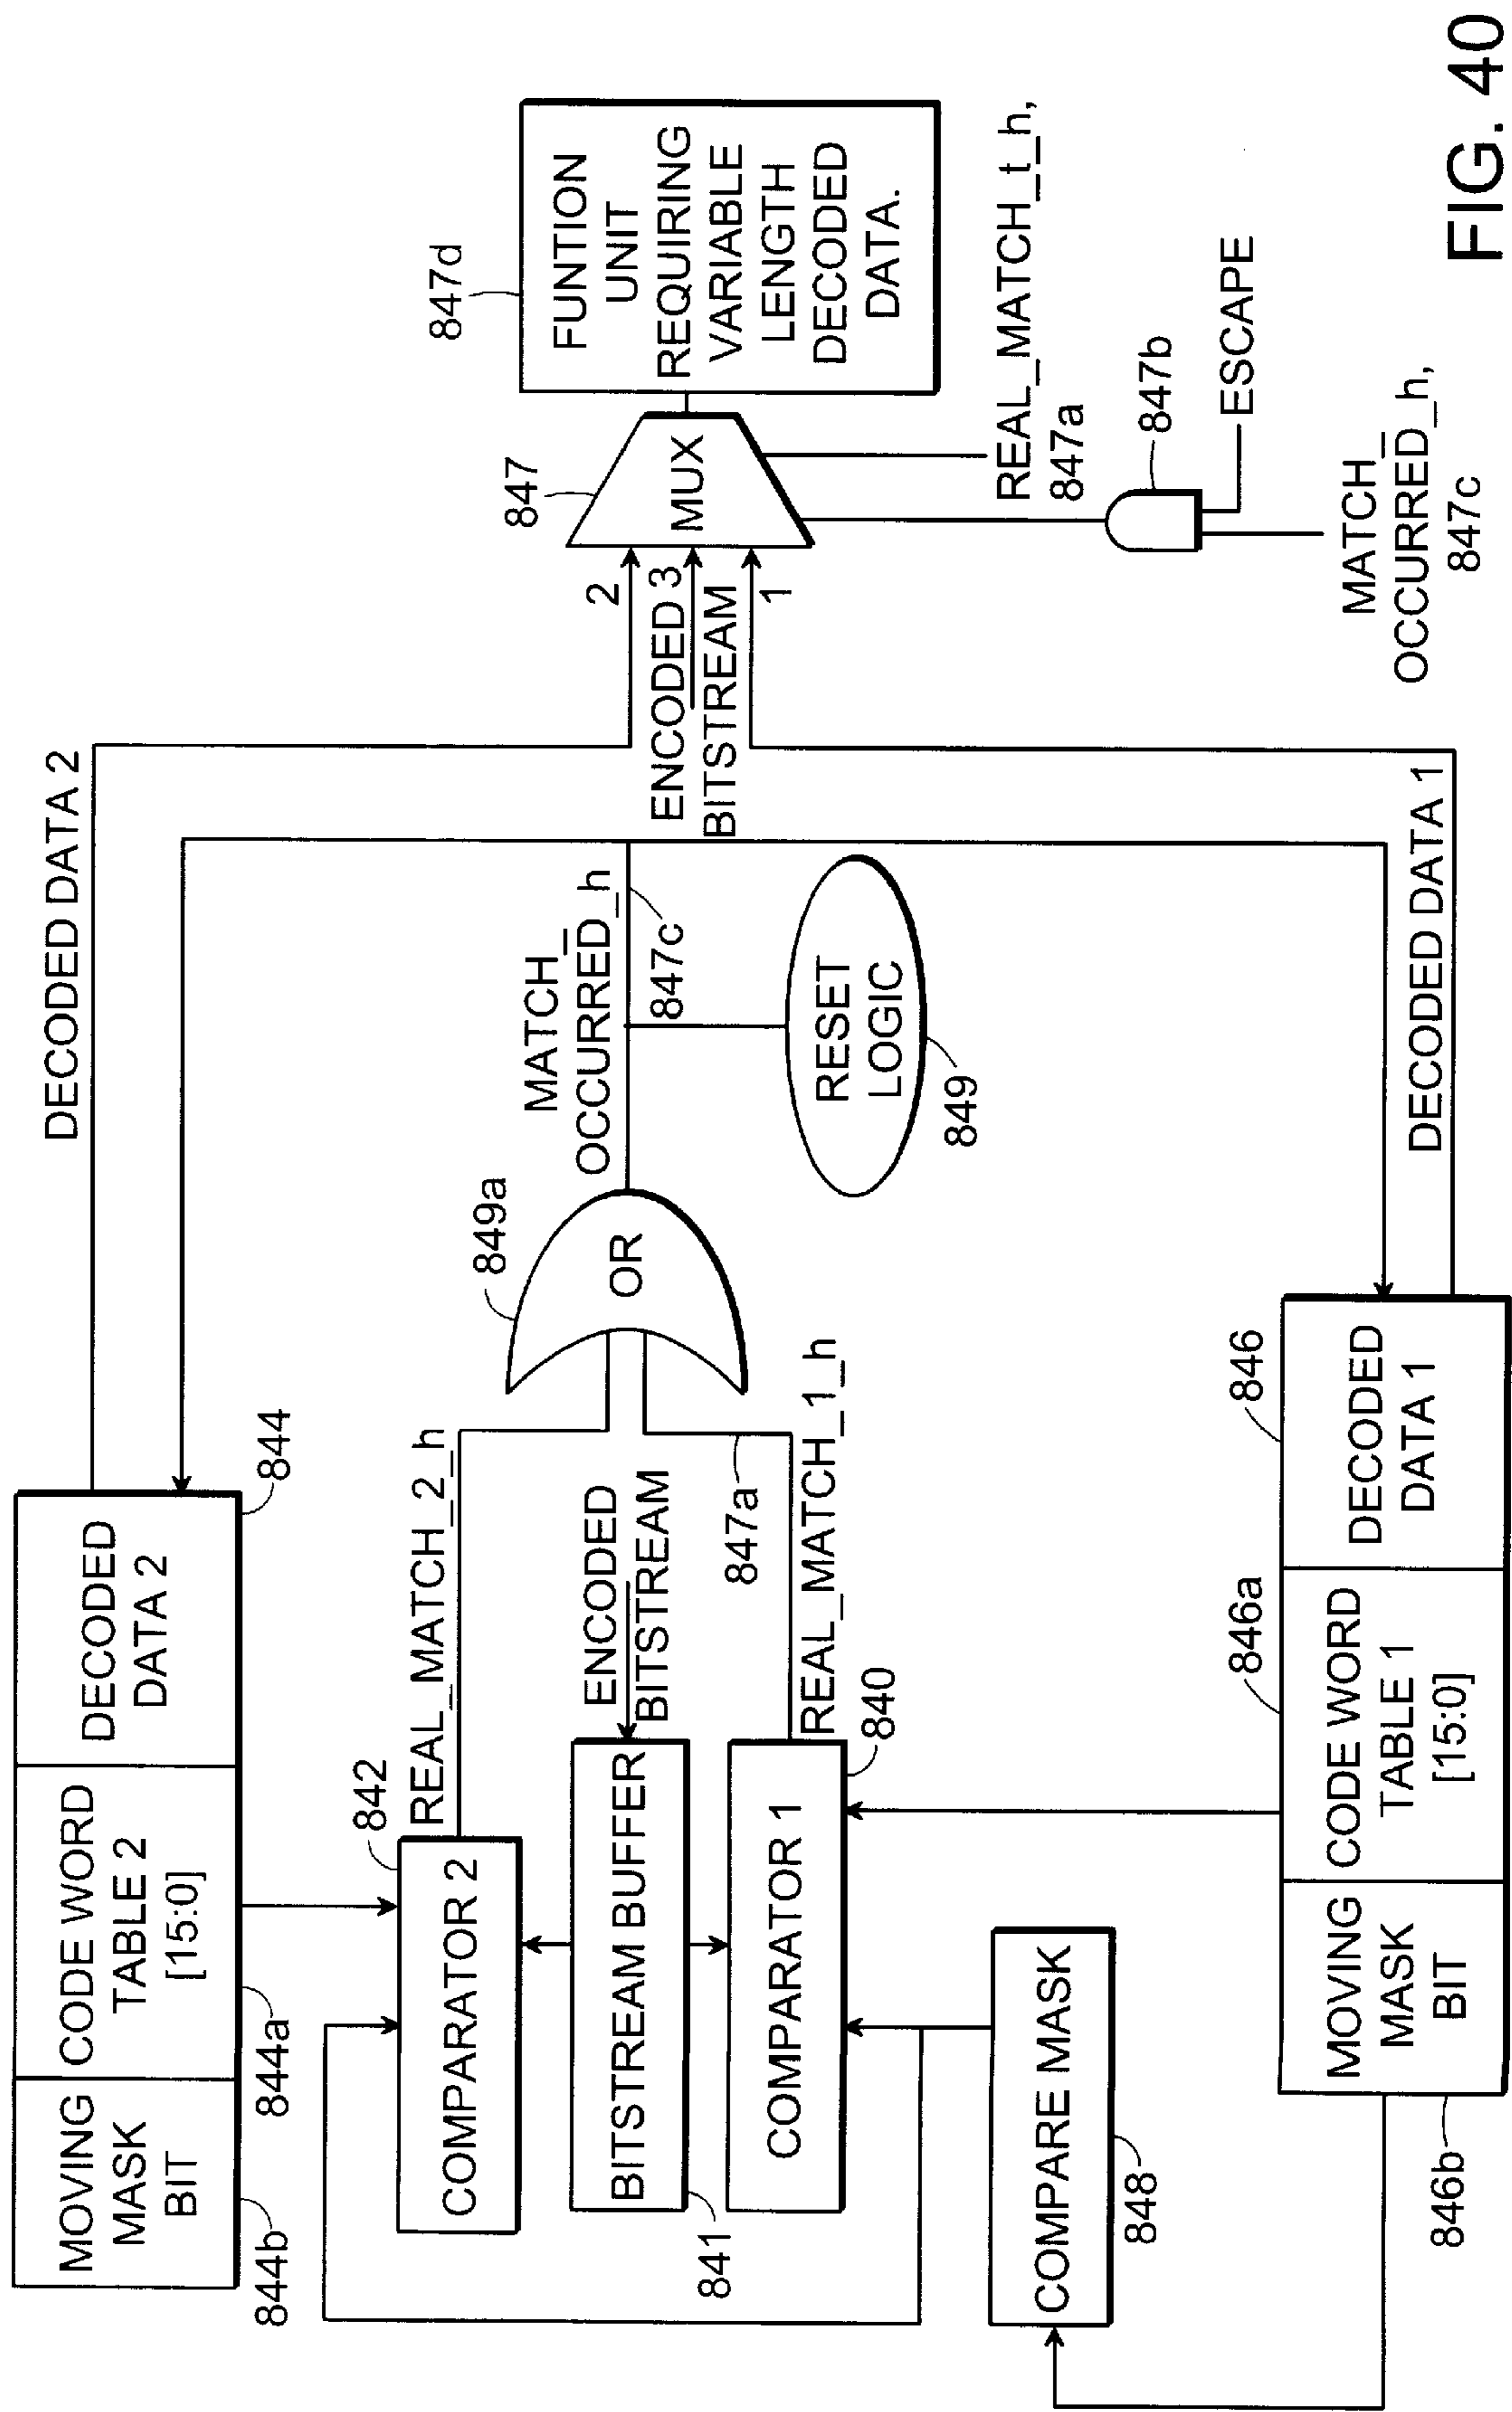 MOVING
MASK
BIT
CODE WORD
TABLE 2
[15:0]
DECODED
DATA 2
844b
844a
844
DECODED DATA 2
COMPARATOR 2
842
REAL_MATCH_2_h
BITSTREAM BUFFER
841
ENCODED
BITSTREAM
COMPARATOR 1
840
REAL_MATCH_1_h
847a
849a
OR
MATCH_
OCCURRED_h
847c
RESET
LOGIC
849
COMPARE MASK
848
MOVING
MASK
BIT
CODE WORD
TABLE 1
[15:0]
DECODED
DATA 1
846b
846a
846
DECODED DATA 1
2
ENCODED 3
BITSTREAM
1
847
MUX
847d
FUNTION
UNIT
REQUIRING
VARIABLE
LENGTH
DECODED
DATA.
REAL_MATCH_t_h,
847a
847b
ESCAPE
MATCH_
OCCURRED_h,
847c
FIG. 40